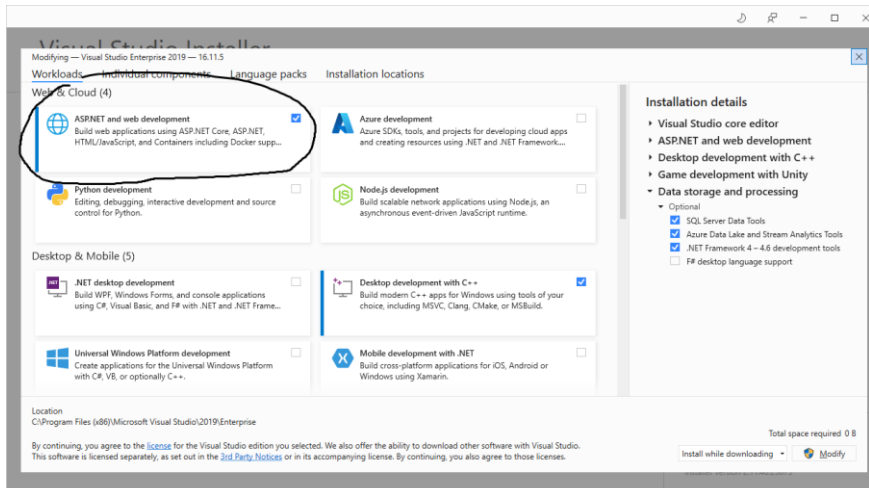 Visual Studio Installer
Modifying — Visual Studio Enterprise 2019 — 16.11.5
Workloads Individual components Language packs Installation locations
Web & Cloud (4)
ASP.NET and web development
Build web applications using ASP.NET Core, ASP.NET,
HTML/JavaScript, and Containers including Docker supp...
Azure development
Azure SDKs, tools, and projects for developing cloud apps
and creating resources using .NET and .NET Framework....
Python development
Editing, debugging, interactive development and source
control for Python.
JS
Node.js development
Build scalable network applications using Node.js, an
asynchronous event-driven JavaScript runtime.
Desktop & Mobile (5)
.NET
.NET desktop development
Build WPF, Windows Forms, and console applications
using C#, Visual Basic, and F# with .NET and .NET Frame...
Desktop development with C++
Build modern C++ apps for Windows using tools of your
choice, including MSVC, Clang, CMake, or MSBuild.
Universal Windows Platform development
Create applications for the Universal Windows Platform
with C#, VB, or optionally C++.
Mobile development with .NET
Build cross-platform applications for iOS, Android or
Windows using Xamarin.
Installation details
Visual Studio core editor
ASP.NET and web development
Desktop development with C++
Game development with Unity
Data storage and processing
Optional
SQL Server Data Tools
Azure Data Lake and Stream Analytics Tools
.NET Framework 4 – 4.6 development tools
F# desktop language support
Location
C:\Program Files (x86)\Microsoft Visual Studio\2019\Enterprise
By continuing, you agree to the license for the Visual Studio edition you selected. We also offer the ability to download other software with Visual Studio.
This software is licensed separately, as set out in the 3rd Party Notices or in its accompanying license. By continuing, you also agree to those licenses.
Total space required 0 B
Install while downloading
Modify